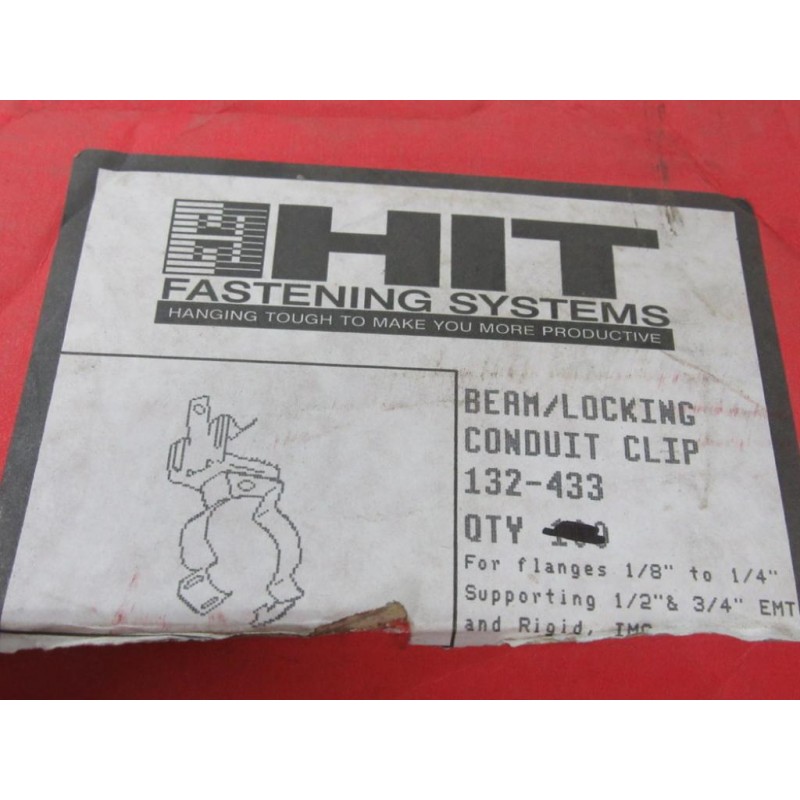 HIT
FASTENING SYSTEMS
HANGING TOUGH TO MAKE YOU MORE PRODUCTIVE
BEAM/LOCKING
CONDUIT CLIP
132-433
QTY
For flanges 1/8" to 1/4"
Supporting 1/2"& 3/4" EMT
and Rigid, IMC